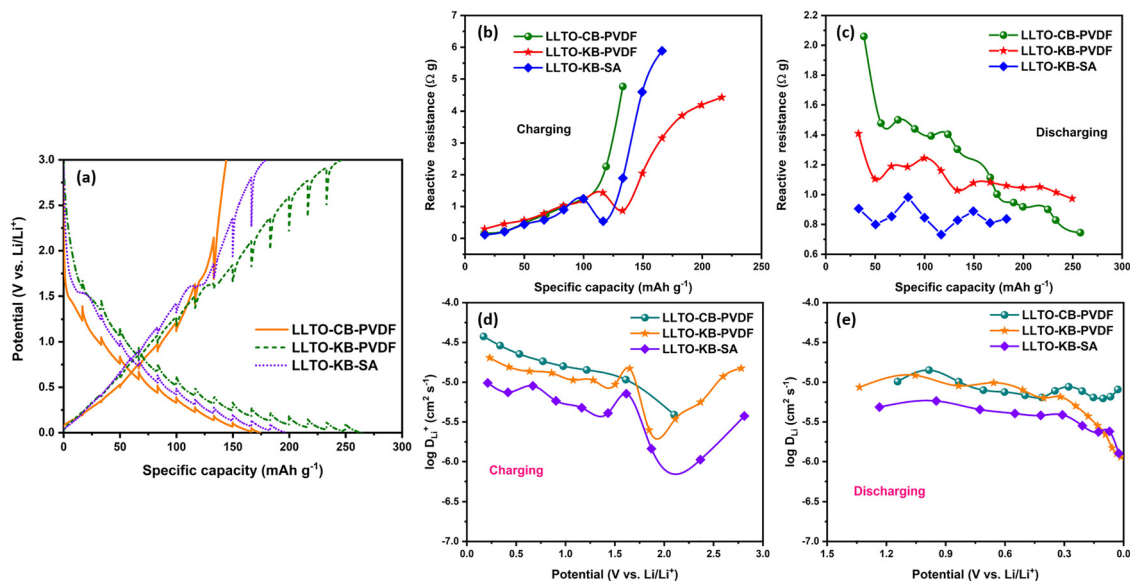 (a)
Potential (V vs. Li/Li⁺)
3.0
2.5
2.0
1.5
1.0
0.5
0.0
LLTO-CB-PVDF
LLTO-KB-PVDF
LLTO-KB-SA
0 50 100 150 200 250 300
Specific capacity (mAh g⁻¹)
(b)
Reactive resistance (Ω g)
7
6
5
4
3
2
1
0
LLTO-CB-PVDF
LLTO-KB-PVDF
LLTO-KB-SA
Charging
0 50 100 150 200 250
Specific capacity (mAh g⁻¹)
(c)
Reactive resistance (Ω g)
2.2
2.0
1.8
1.6
1.4
1.2
1.0
0.8
0.6
LLTO-CB-PVDF
LLTO-KB-PVDF
LLTO-KB-SA
Discharging
0 50 100 150 200 250 300
Specific capacity (mAh g⁻¹)
(d)
log D Li⁺ (cm² s⁻¹)
-4.0
-4.5
-5.0
-5.5
-6.0
-6.5
-7.0
LLTO-CB-PVDF
LLTO-KB-PVDF
LLTO-KB-SA
Charging
0.0 0.5 1.0 1.5 2.0 2.5 3.0
Potential (V vs. Li/Li⁺)
(e)
log D Li (cm² s⁻¹)
-4.0
-4.5
-5.0
-5.5
-6.0
-6.5
-7.0
LLTO-CB-PVDF
LLTO-KB-PVDF
LLTO-KB-SA
Discharging
1.5 1.2 0.9 0.6 0.3 0.0
Potential (V vs. Li/Li⁺)